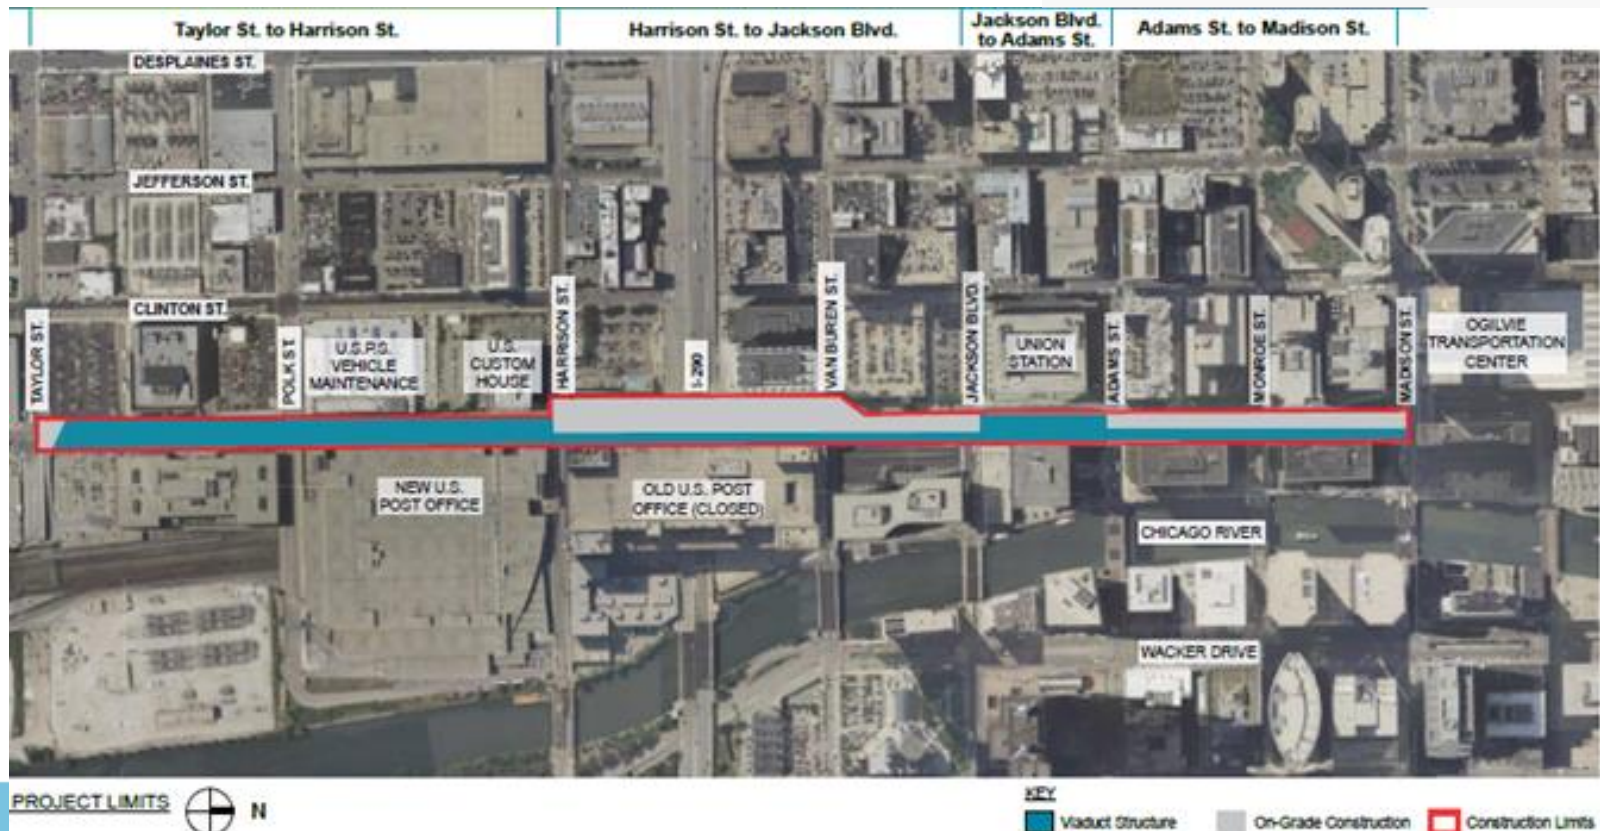 Taylor St. to Harrison St.
Harrison St. to Jackson Blvd.
Jackson Blvd.
to Adams St.
Adams St. to Madison St.
DESPLAINES ST.
JEFFERSON ST.
CLINTON ST.
TAYLOR ST.
POLK ST.
U.S.P.S.
VEHICLE
MAINTENANCE
U.S.
CUSTOM
HOUSE
HARRISON ST.
I-290
VAN BUREN ST.
JACKSON BLVD.
UNION
STATION
ADAMS ST.
MONROE ST.
MADISON ST.
OGILVIE
TRANSPORTATION
CENTER
NEW U.S.
POST OFFICE
OLD U.S. POST
OFFICE (CLOSED)
CHICAGO RIVER
WACKER DRIVE
PROJECT LIMITS
N
KEY
Viaduct Structure
On-Grade Construction
Construction Limits